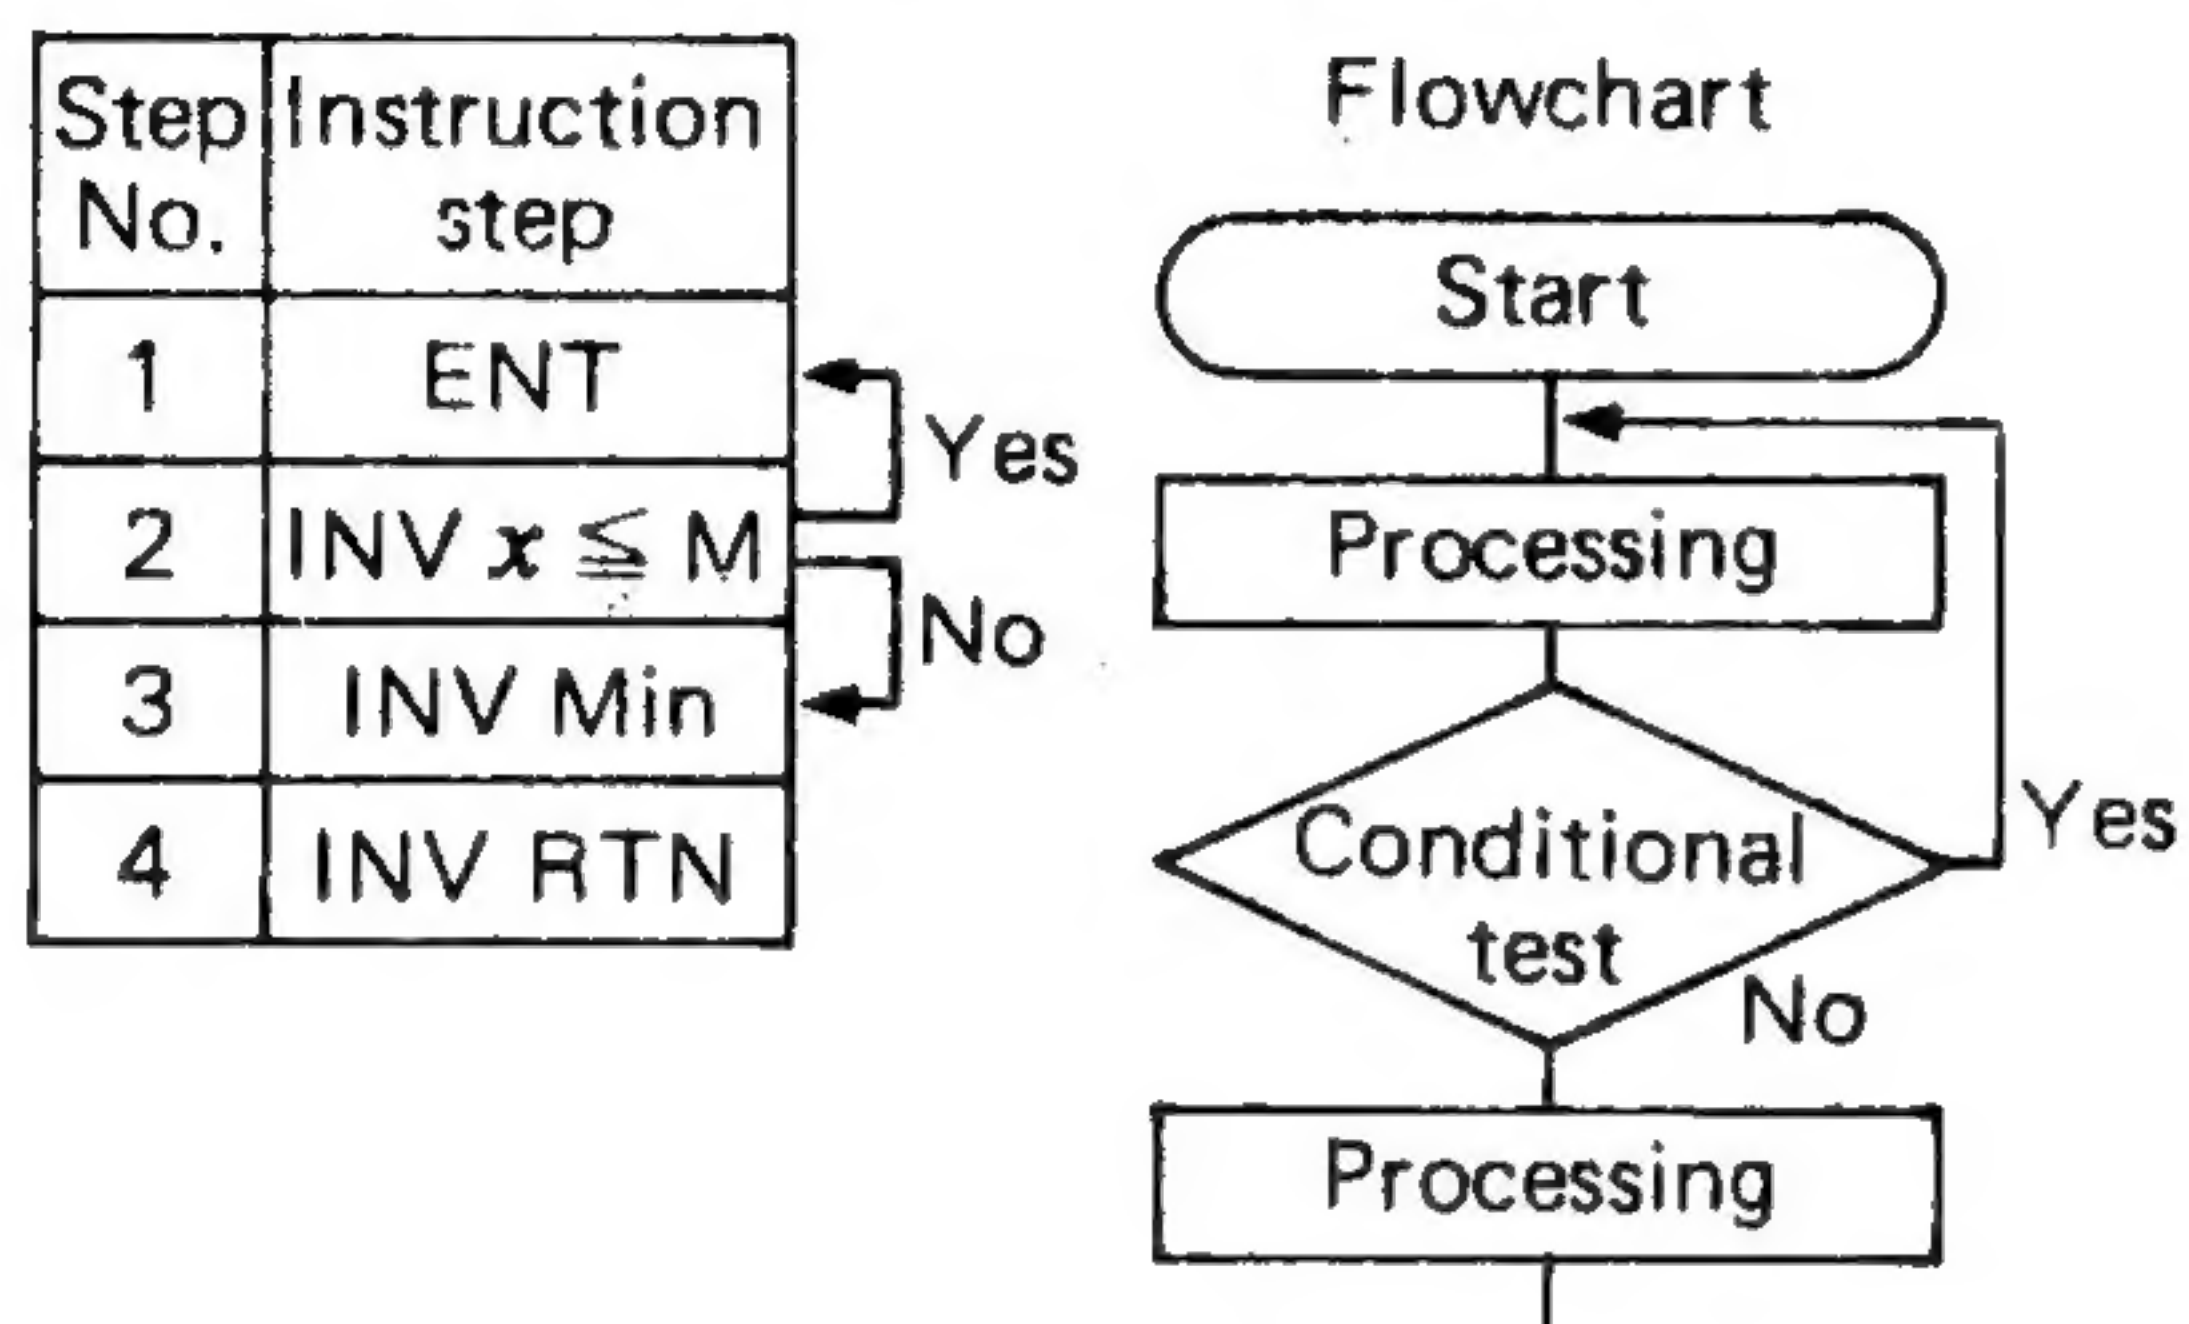 Step No.
Instruction step
1
ENT
2
INV x ≦ M
3
INV Min
4
INV RTN
Yes
No
Flowchart
Start
Processing
Conditional
test
Yes
No
Processing